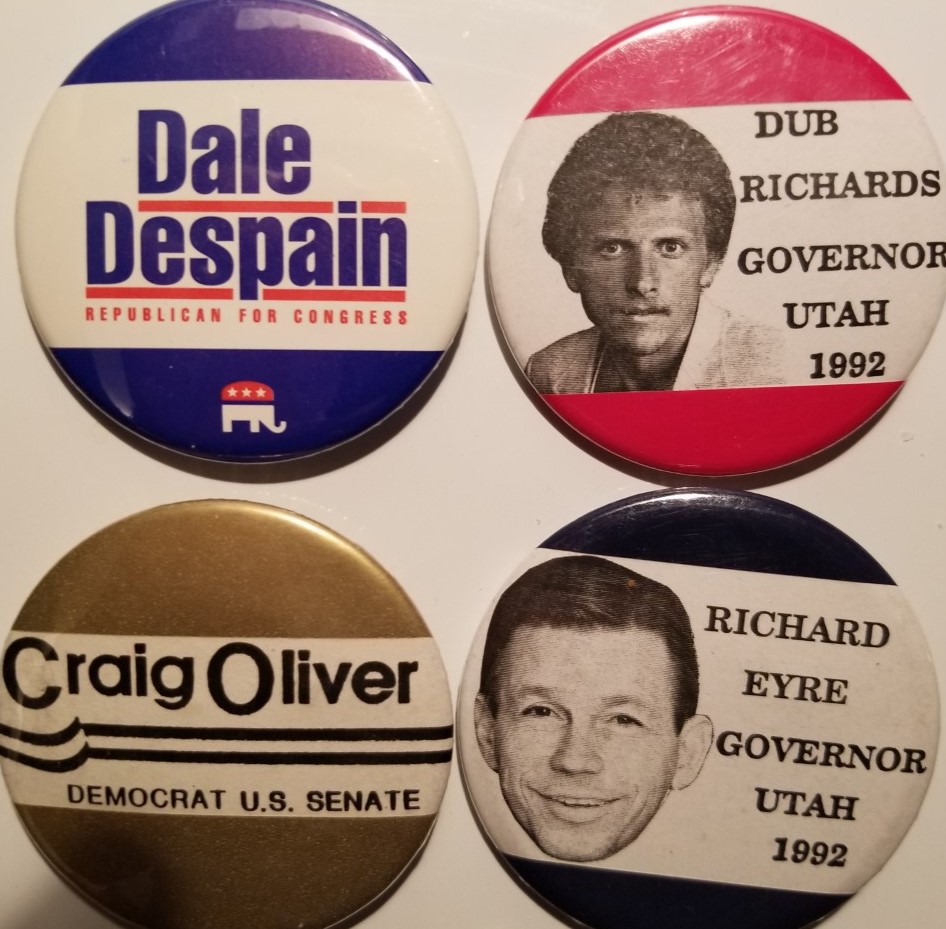 Dale
Despain
REPUBLICAN FOR CONGRESS
DUB
RICHARDS
GOVERNOR
UTAH
1992
Craig Oliver
DEMOCRAT U.S. SENATE
RICHARD
EYRE
GOVERNOR
UTAH
1992